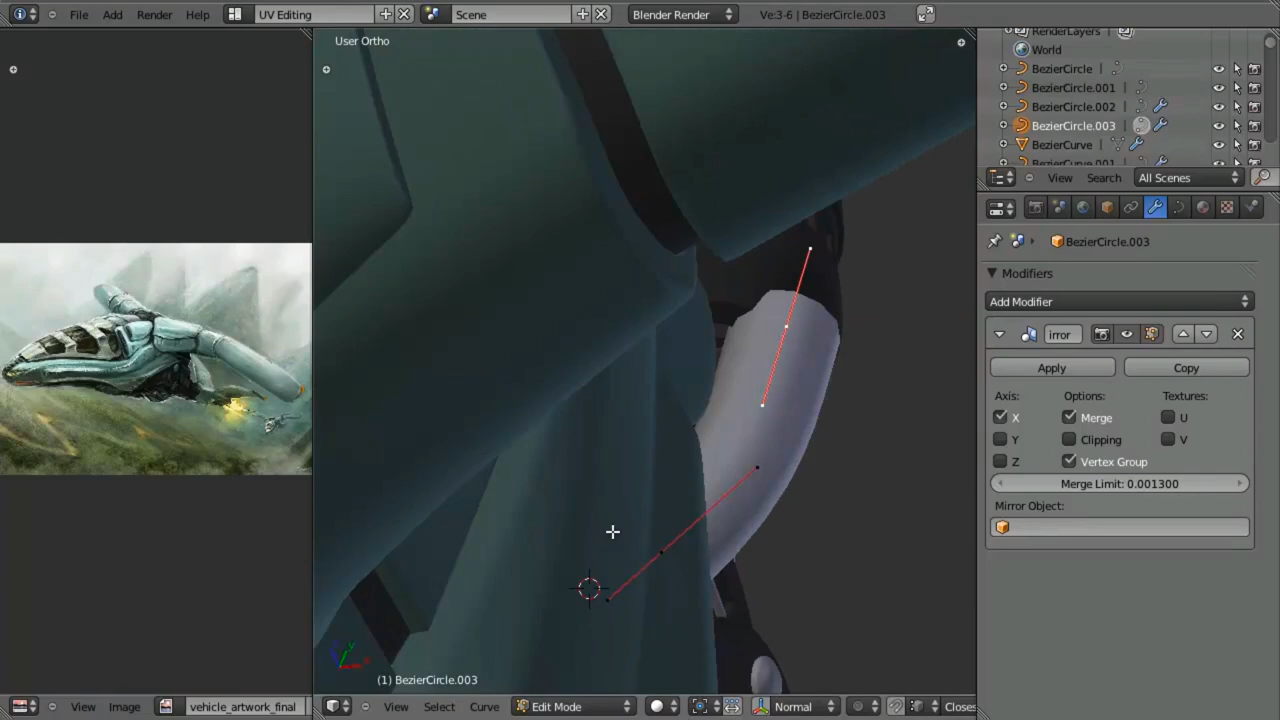 File Add Render Help UV Editing Scene Blender Render Ve:3-6 | BezierCircle.003
User Ortho
RenderLayers
World
BezierCircle
BezierCircle.001
BezierCircle.002
BezierCircle.003
BezierCurve
BezierCurve.001
View Search All Scenes
BezierCircle.003
Modifiers
Add Modifier
irror
Apply Copy
Axis: Options: Textures:
X Merge U
Y Clipping V
Z Vertex Group
Merge Limit: 0.001300
Mirror Object:
(1) BezierCircle.003
View Image vehicle_artwork_final View Select Curve Edit Mode Normal Closes